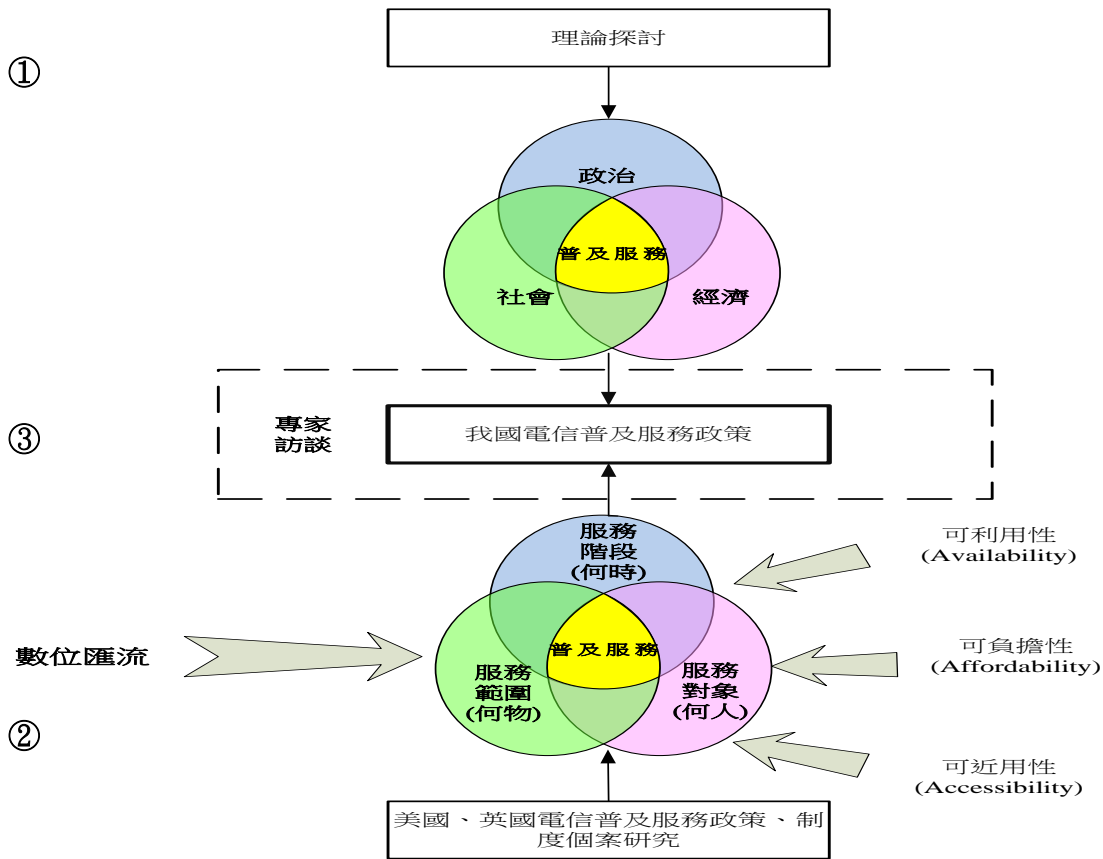 理論探討
①
政治
普及服務
社會
經濟
專家
訪談
③
我國電信普及服務政策
服務
階段
(何時)
可利用性
(Availability)
數位匯流
普及服務
服務
範圍
(何物)
服務
對象
(何人)
可負擔性
(Affordability)
②
可近用性
(Accessibility)
美國、英國電信普及服務政策、制
度個案研究